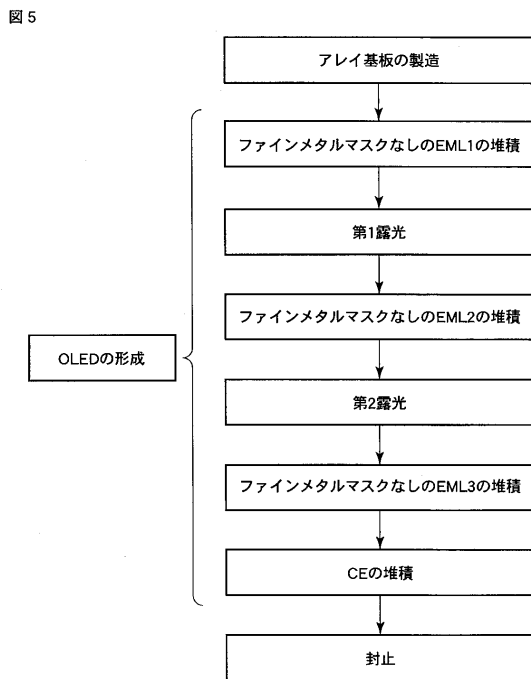 図5
アレイ基板の製造
ファインメタルマスクなしのEML1の堆積
第1露光
ファインメタルマスクなしのEML2の堆積
OLEDの形成
第2露光
ファインメタルマスクなしのEML3の堆積
CEの堆積
封止